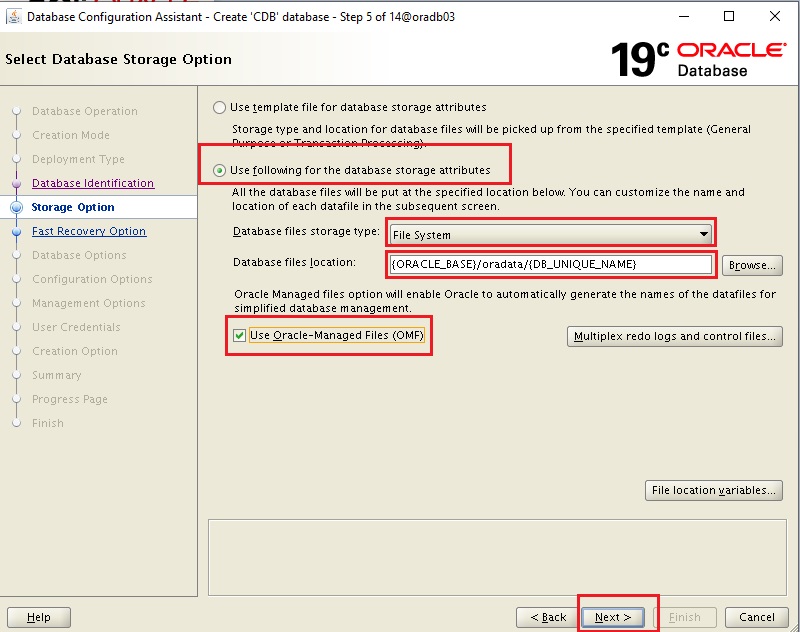 Database Configuration Assistant - Create 'CDB' database - Step 5 of 14@oradb03
Select Database Storage Option
19c ORACLE
Database
Database Operation
Creation Mode
Deployment Type
Database Identification
Storage Option
Fast Recovery Option
Database Options
Configuration Options
Management Options
User Credentials
Creation Option
Summary
Progress Page
Finish
Use template file for database storage attributes
Storage type and location for database files will be picked up from the specified template (General
Purpose or Transaction Processing).
Use following for the database storage attributes
All the database files will be put at the specified location below. You can customize the name and
location of each datafile in the subsequent screen.
Database files storage type: File System
Database files location: {ORACLE_BASE}/oradata/{DB_UNIQUE_NAME} Browse...
Oracle Managed files option will enable Oracle to automatically generate the names of the datafiles for
simplified database management.
Use Oracle-Managed Files (OMF) Multiplex redo logs and control files...
File location variables...
Help < Back Next > Finish Cancel